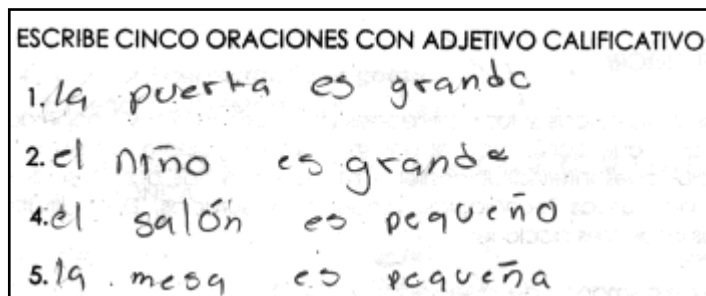 ESCRIBE CINCO ORACIONES CON ADJETIVO CALIFICATIVO
1. la puerta es grande
2. el niño es grande
4. el salón es pequeño
5. la mesa es pequeña